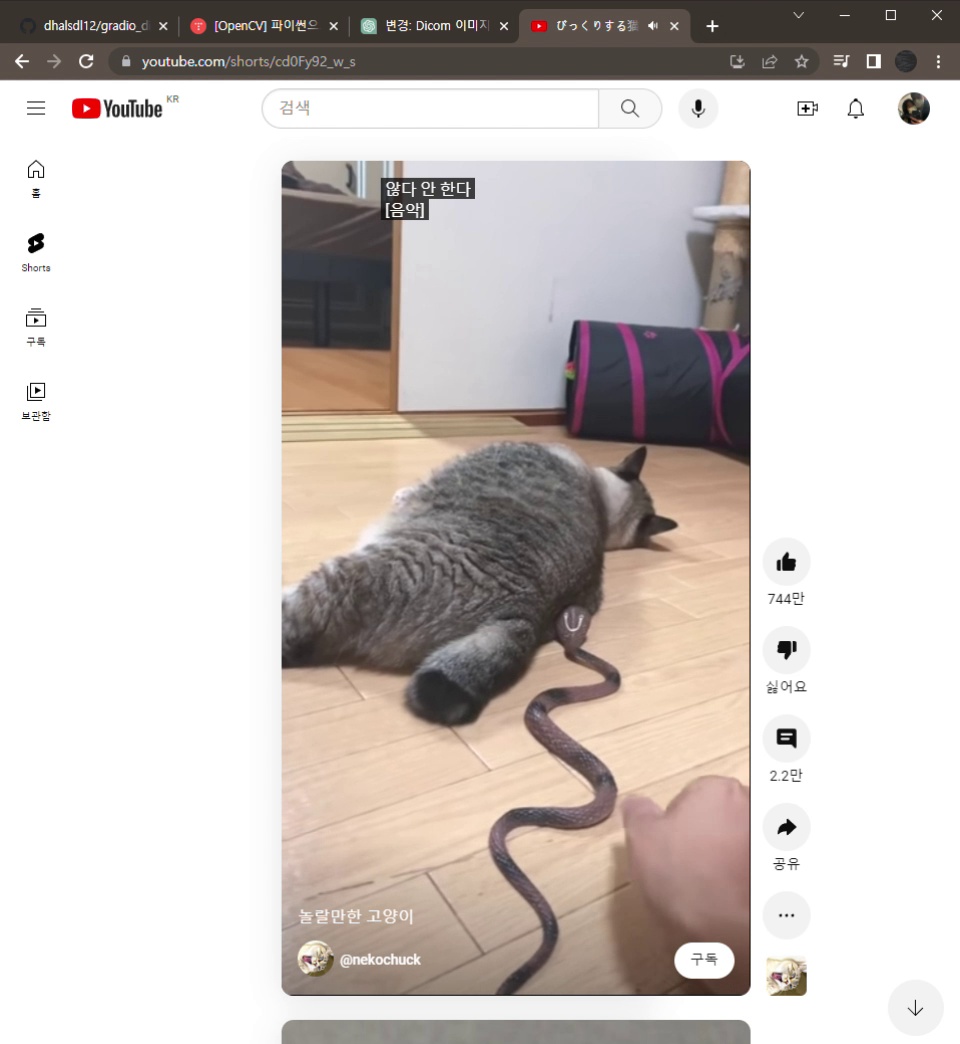 dhalsdl12/gradio_d
[OpenCV] 파이썬으
변경: Dicom 이미지
びっくりする猫
youtube.com/shorts/cd0Fy92_w_s
YouTube KR
검색
홈
Shorts
구독
보관함
않다 안 한다
[음악]
744만
싫어요
2.2만
공유
놀랄만한 고양이
@nekochuck
구독